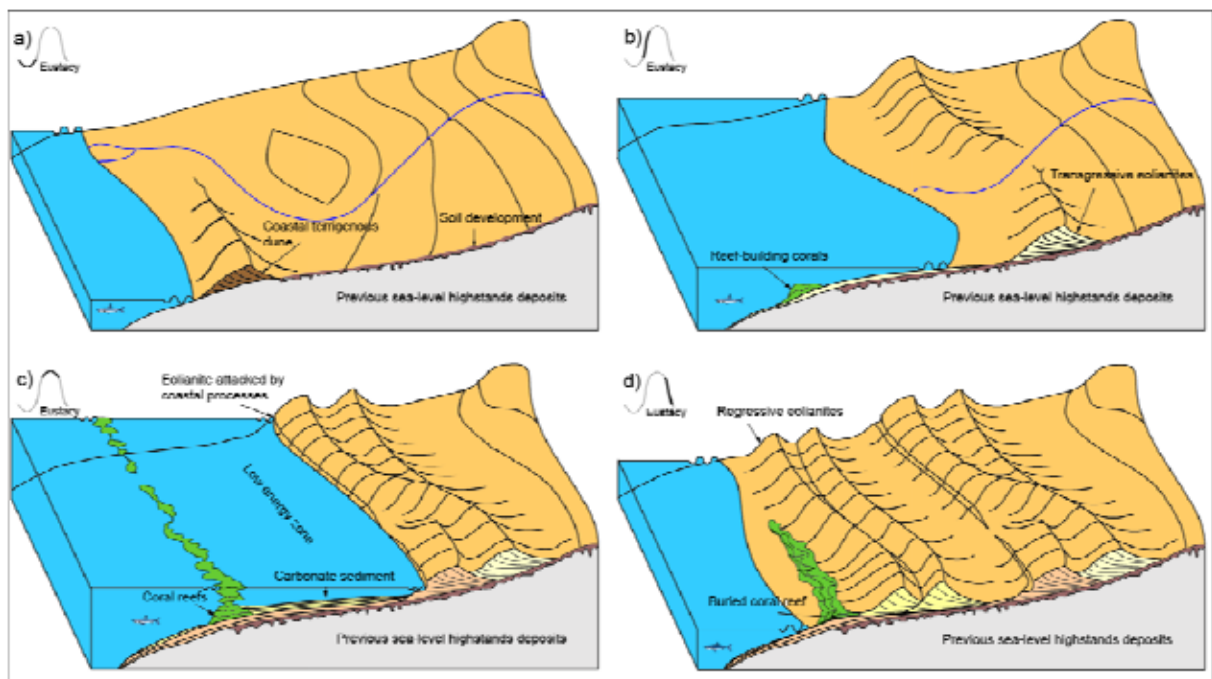 a)
Eustacy
Coastal terrigenous
dune
Soil development
Previous sea-level highstands deposits
b)
Eustacy
Transgressive eolianites
Reef-building corals
Previous sea-level highstands deposits
c)
Eustacy
Eolianite attacked by
coastal processes
Low energy zone
Carbonate sediment
Coral reefs
Previous sea-level highstands deposits
d)
Eustacy
Regressive eolianites
Buried coral reef
Previous sea-level highstands deposits